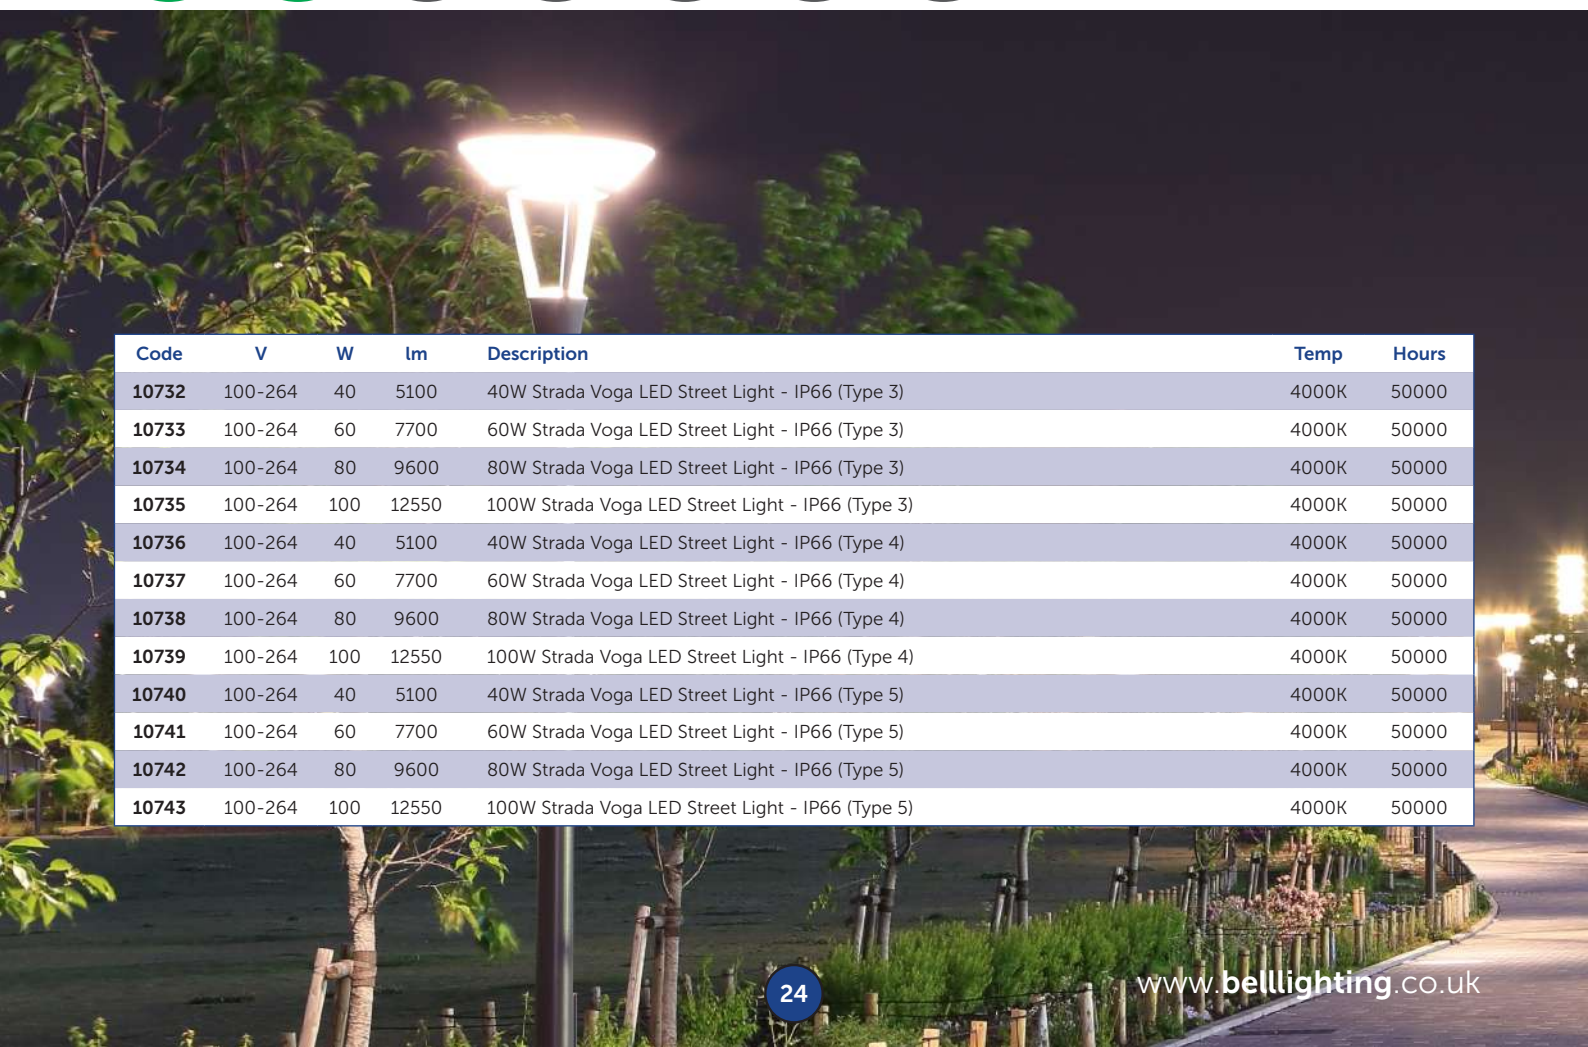 Code V W lm Description Temp Hours
10732 100-264 40 5100 40W Strada Voga LED Street Light - IP66 (Type 3) 4000K 50000
10733 100-264 60 7700 60W Strada Voga LED Street Light - IP66 (Type 3) 4000K 50000
10734 100-264 80 9600 80W Strada Voga LED Street Light - IP66 (Type 3) 4000K 50000
10735 100-264 100 12550 100W Strada Voga LED Street Light - IP66 (Type 3) 4000K 50000
10736 100-264 40 5100 40W Strada Voga LED Street Light - IP66 (Type 4) 4000K 50000
10737 100-264 60 7700 60W Strada Voga LED Street Light - IP66 (Type 4) 4000K 50000
10738 100-264 80 9600 80W Strada Voga LED Street Light - IP66 (Type 4) 4000K 50000
10739 100-264 100 12550 100W Strada Voga LED Street Light - IP66 (Type 4) 4000K 50000
10740 100-264 40 5100 40W Strada Voga LED Street Light - IP66 (Type 5) 4000K 50000
10741 100-264 60 7700 60W Strada Voga LED Street Light - IP66 (Type 5) 4000K 50000
10742 100-264 80 9600 80W Strada Voga LED Street Light - IP66 (Type 5) 4000K 50000
10743 100-264 100 12550 100W Strada Voga LED Street Light - IP66 (Type 5) 4000K 50000
24
www.belllighting.co.uk